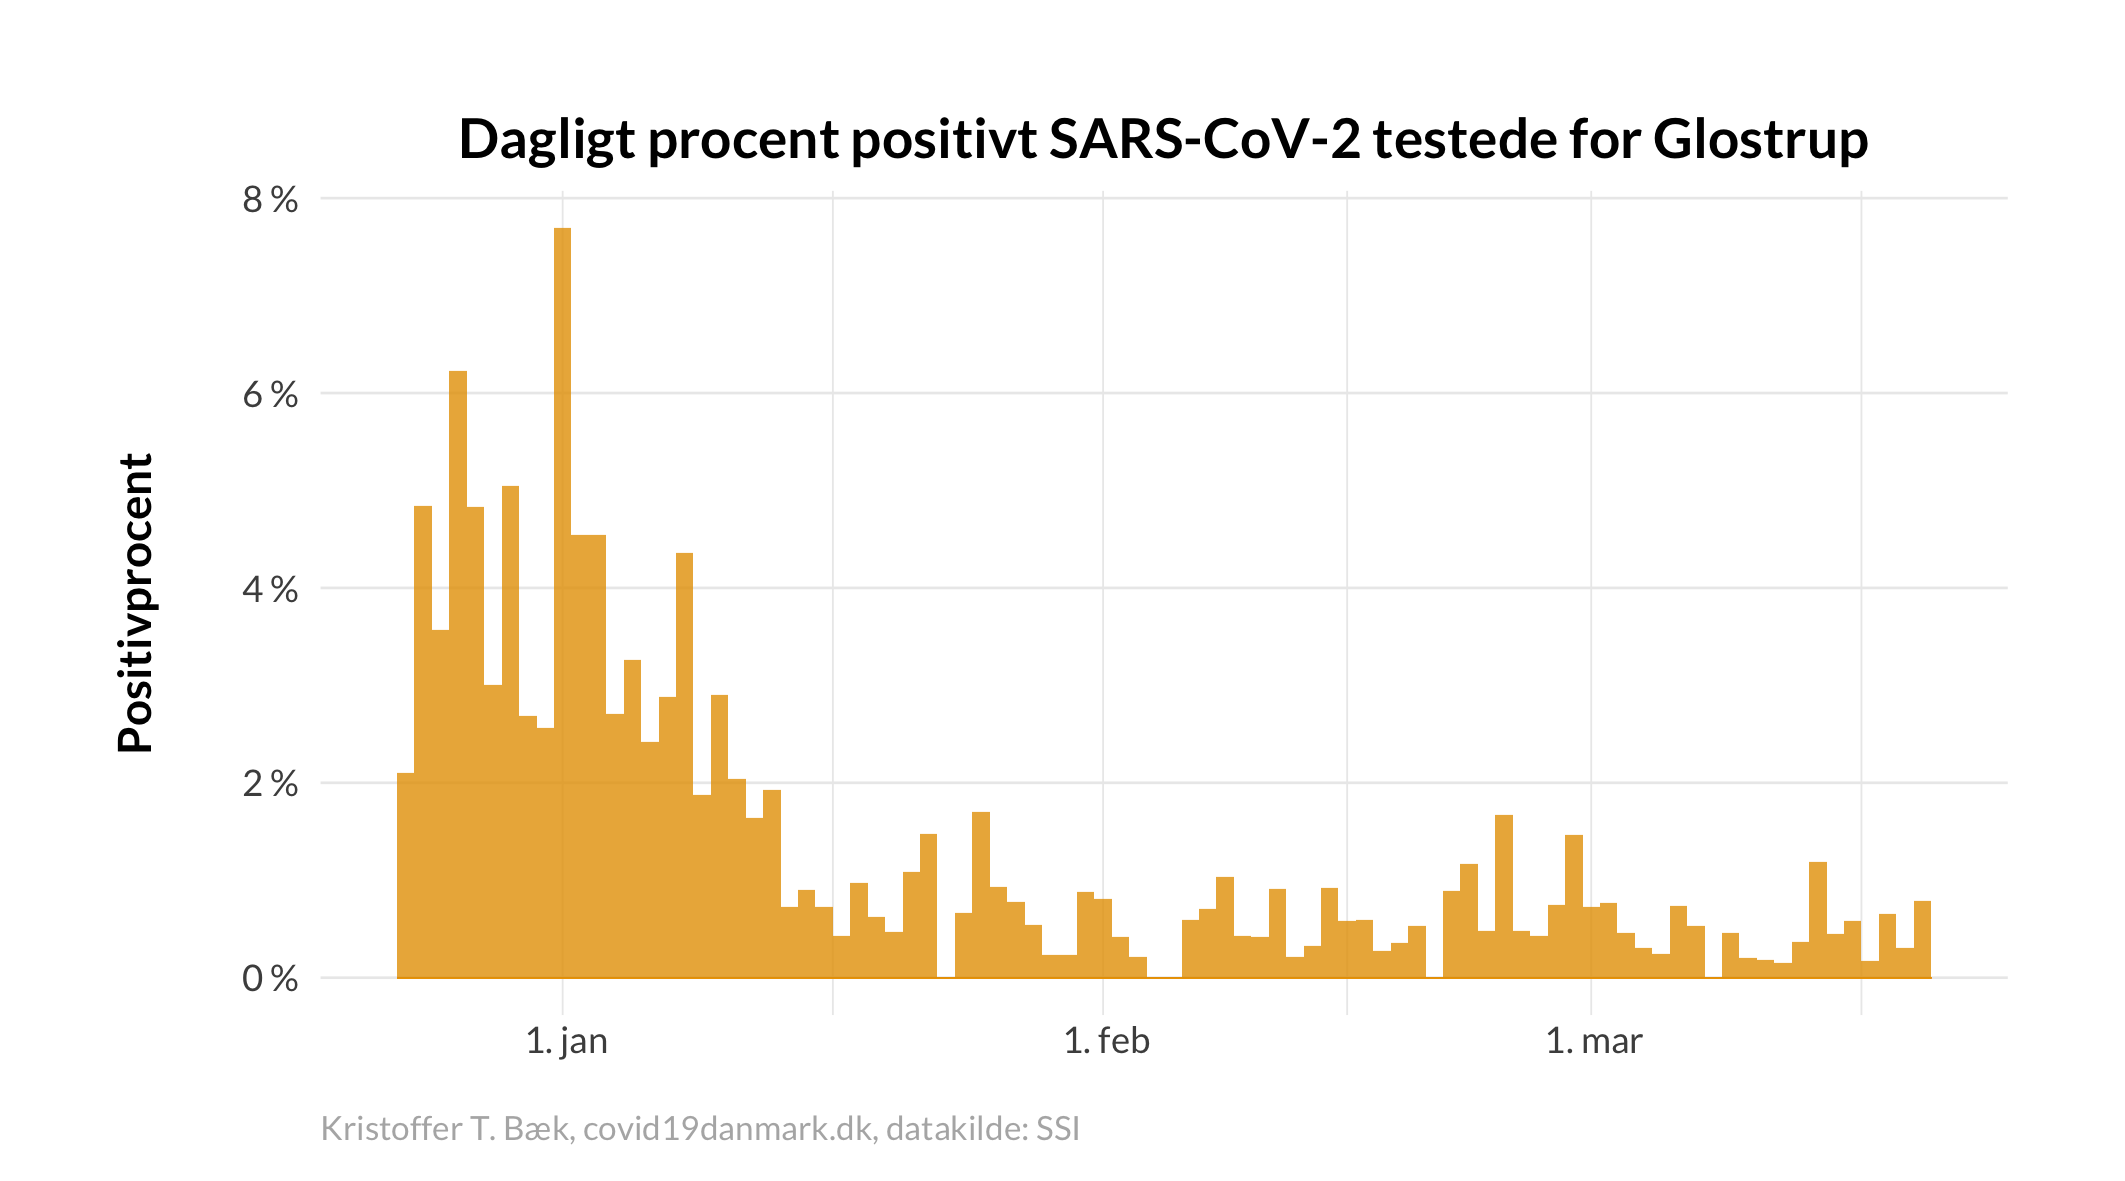 Dagligt procent positivt SARS-CoV-2 testede for Glostrup
Positivprocent
8 %
6 %
4 %
2 %
0 %
1. jan
1. feb
1. mar
Kristoffer T. Bæk, covid19danmark.dk, datakilde: SSI